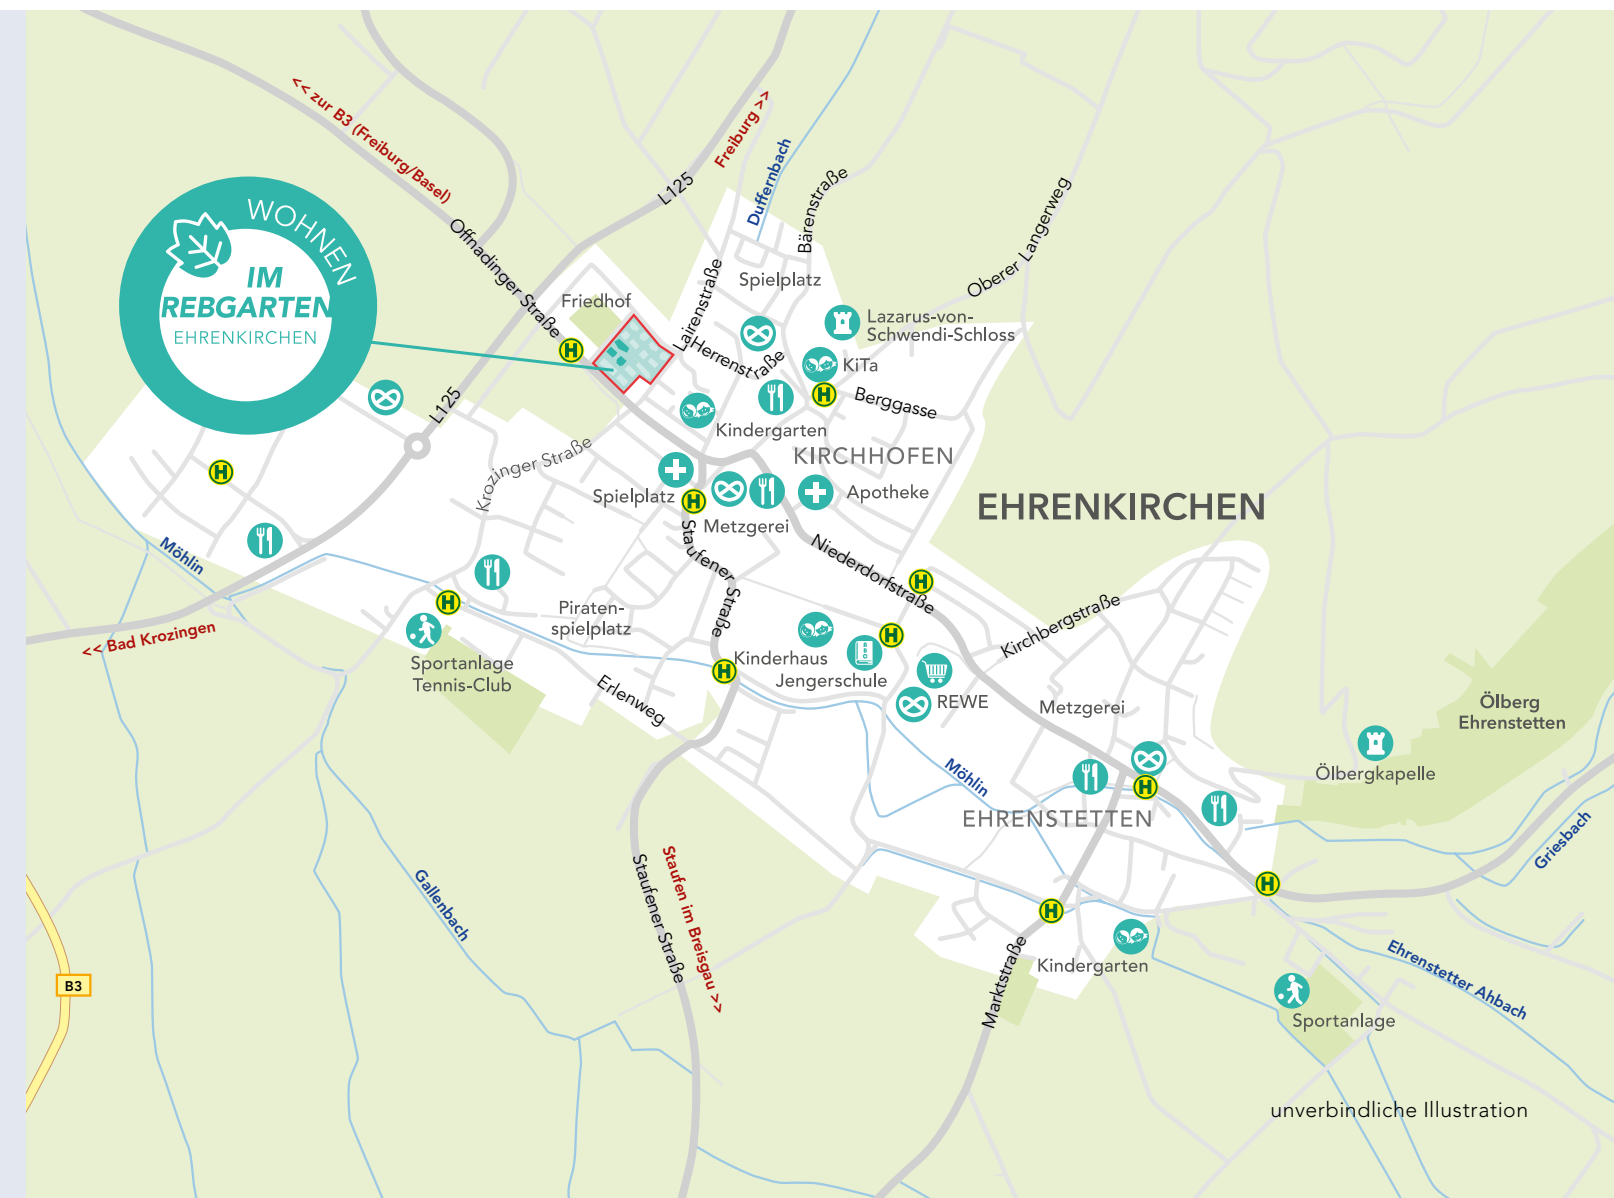 << zur B3 (Freiburg/Basel)
Freiburg >>
L125
Duffernbach
Bärenstraße
Oberer Langerweg
WOHNEN
IM
REBGARTEN
EHRENKIRCHEN
Offnadinger Straße
Friedhof
Lairenstraße
Spielplatz
Herrenstraße
Lazarus-von-
Schwendi-Schloss
KiTa
H
H
Berggasse
L125
Kindergarten
KIRCHHOFEN
Krozinger Straße
H
Spielplatz
H
Metzgerei
Apotheke
EHRENKIRCHEN
Möhlin
Staufener
Straße
Niederdorfstraße
H
<< Bad Krozingen
H
Piraten-
spielplatz
Sportanlage
Tennis-Club
Erlenweg
H
Kinderhaus
Jengerschule
H
Kirchbergstraße
REWE
Metzgerei
Ölberg
Ehrenstetten
Ölbergkapelle
Möhlin
H
EHRENSTETTEN
Griesbach
Gallenbach
Staufener Straße
Staufen im Breisgau >>
H
H
Marktstraße
Kindergarten
Ehrenstetter Ahbach
B3
Sportanlage
unverbindliche Illustration